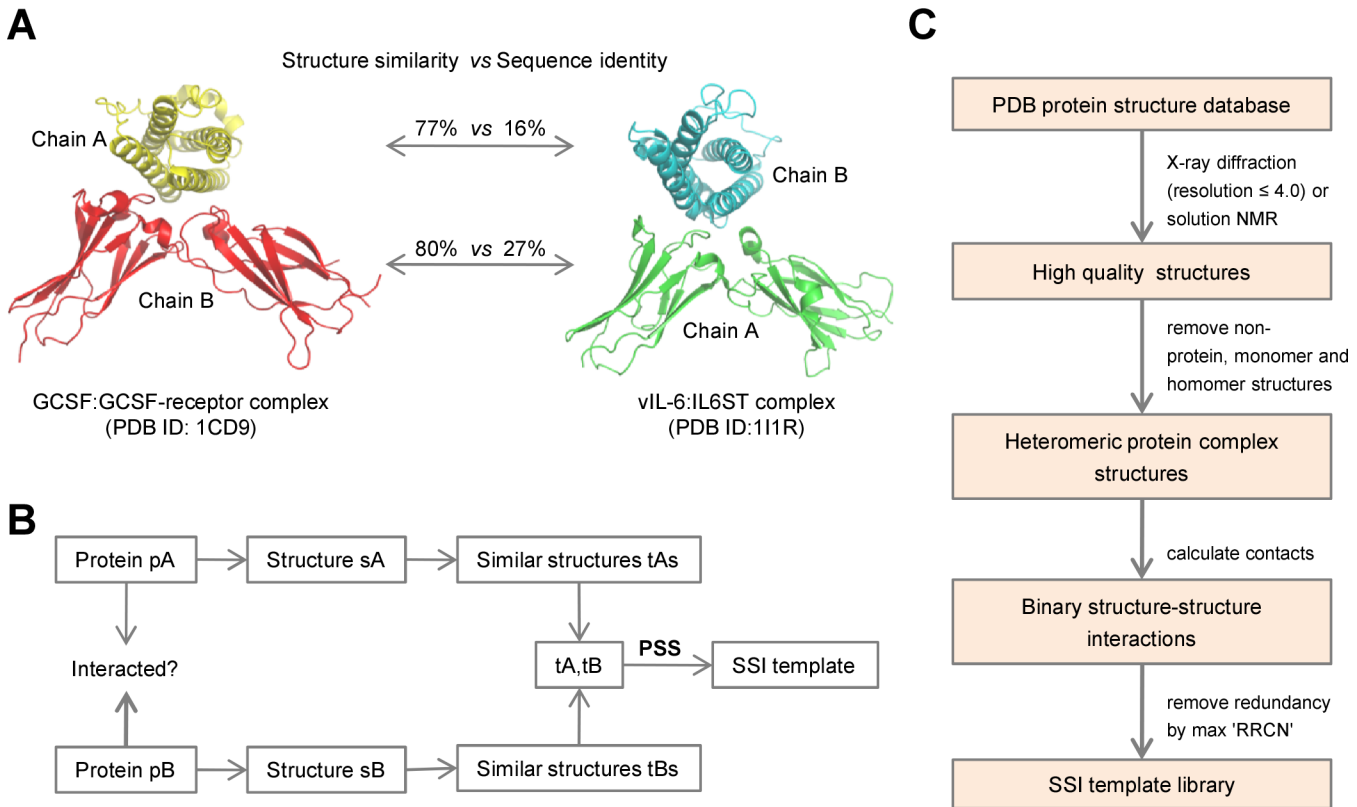 A
Structure similarity vs Sequence identity
Chain A
77% vs 16%
Chain B
80% vs 27%
Chain B
Chain A
GCSF:GCSF-receptor complex
(PDB ID: 1CD9)
vIL-6:IL6ST complex
(PDB ID:1I1R)
B
Protein pA
Structure sA
Similar structures tAs
Interacted?
tA,tB
PSS
SSI template
Protein pB
Structure sB
Similar structures tBs
C
PDB protein structure database
X-ray diffraction
(resolution ≤ 4.0) or
solution NMR
High quality structures
remove non-
protein, monomer and
homomer structures
Heteromeric protein complex
structures
calculate contacts
Binary structure-structure
interactions
remove redundancy
by max 'RRCN'
SSI template library